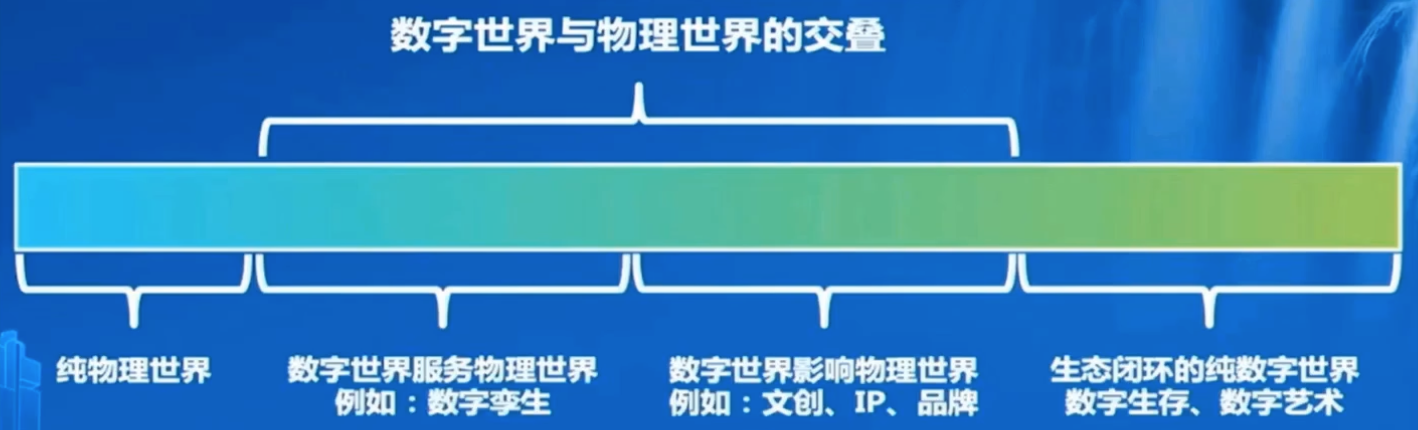 数字世界与物理世界的交叠
纯物理世界
数字世界服务物理世界
例如：数字孪生
数字世界影响物理世界
例如：文创、IP、品牌
生态闭环的纯数字世界
数字生存、数字艺术